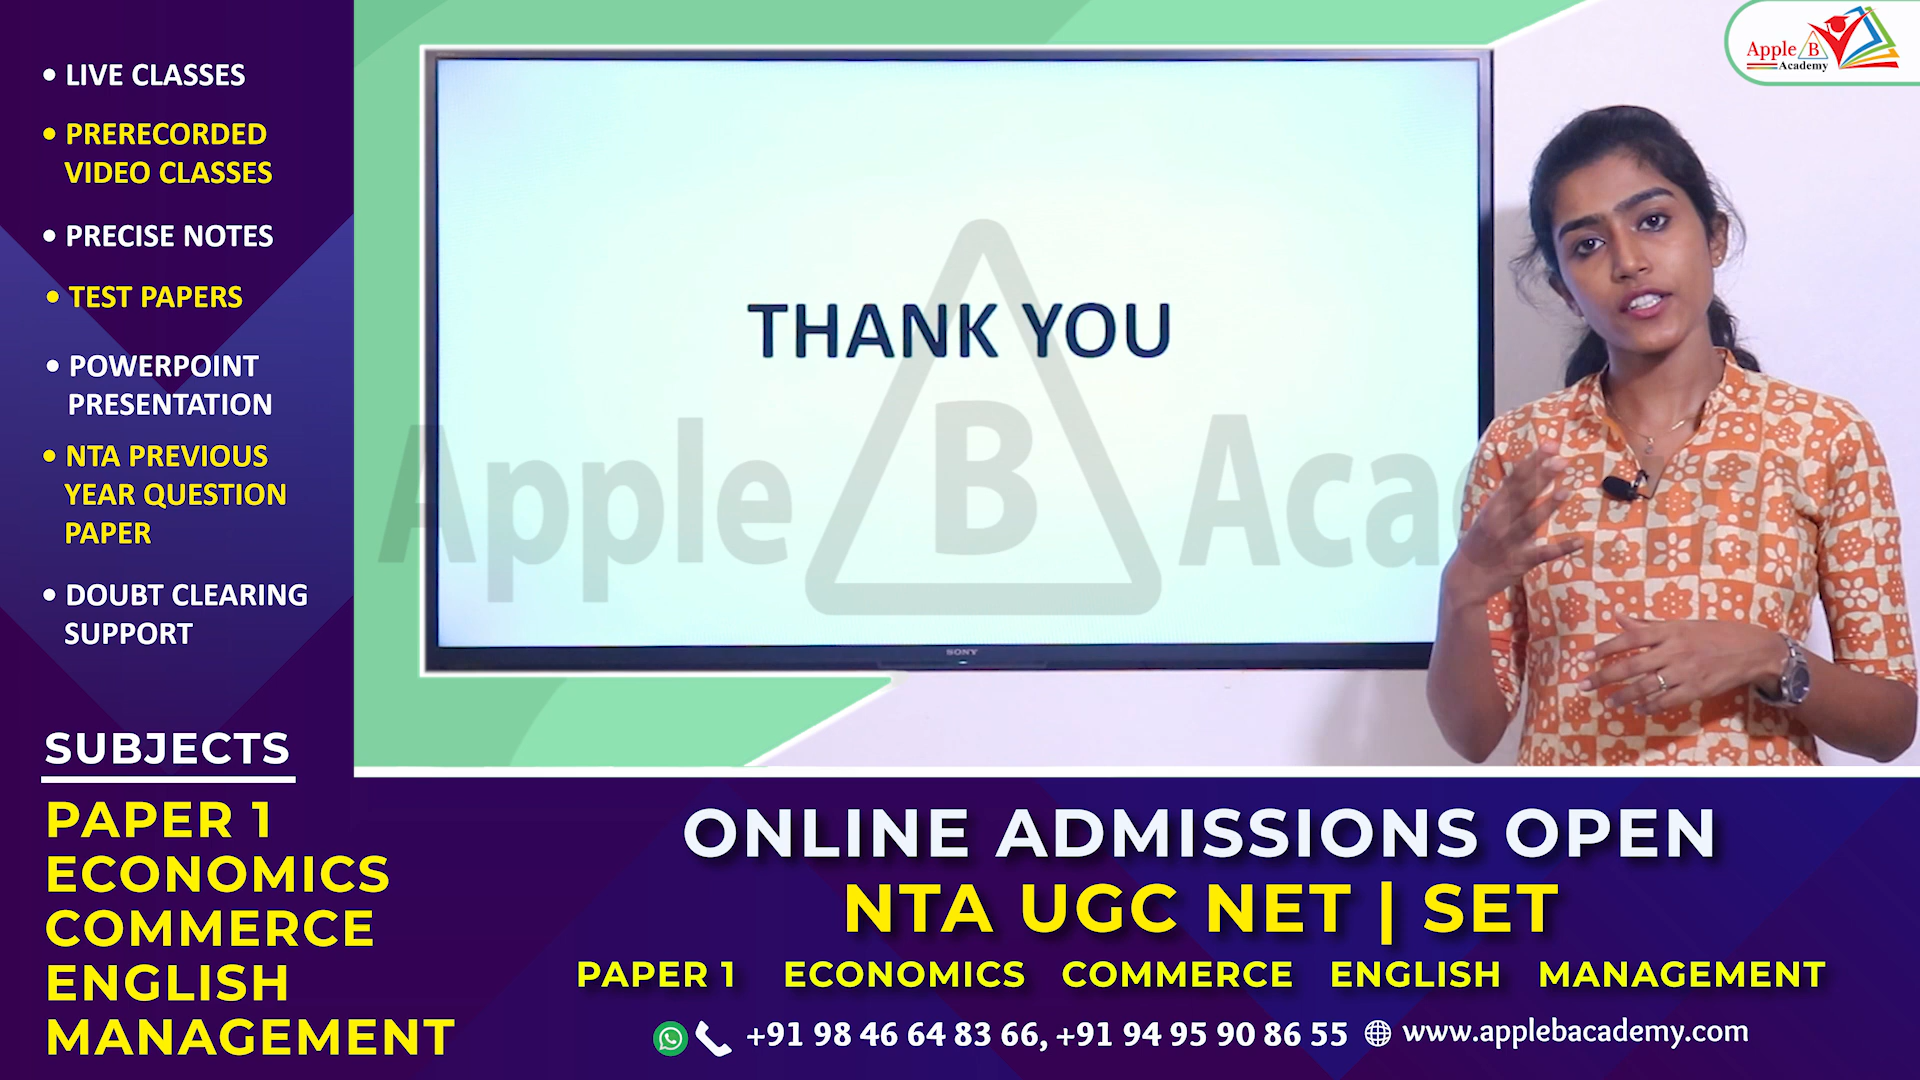 • LIVE CLASSES
• PRERECORDED
VIDEO CLASSES
• PRECISE NOTES
• TEST PAPERS
• POWERPOINT
PRESENTATION
• NTA PREVIOUS
YEAR QUESTION
PAPER
• DOUBT CLEARING
SUPPORT
SUBJECTS
PAPER 1
ECONOMICS
COMMERCE
ENGLISH
MANAGEMENT
Apple B
Academy
THANK YOU
Apple B Aca
SONY
ONLINE ADMISSIONS OPEN
NTA UGC NET | SET
PAPER 1 ECONOMICS COMMERCE ENGLISH MANAGEMENT
+91 98 46 64 83 66, +91 94 95 90 86 55 www.applebacademy.com